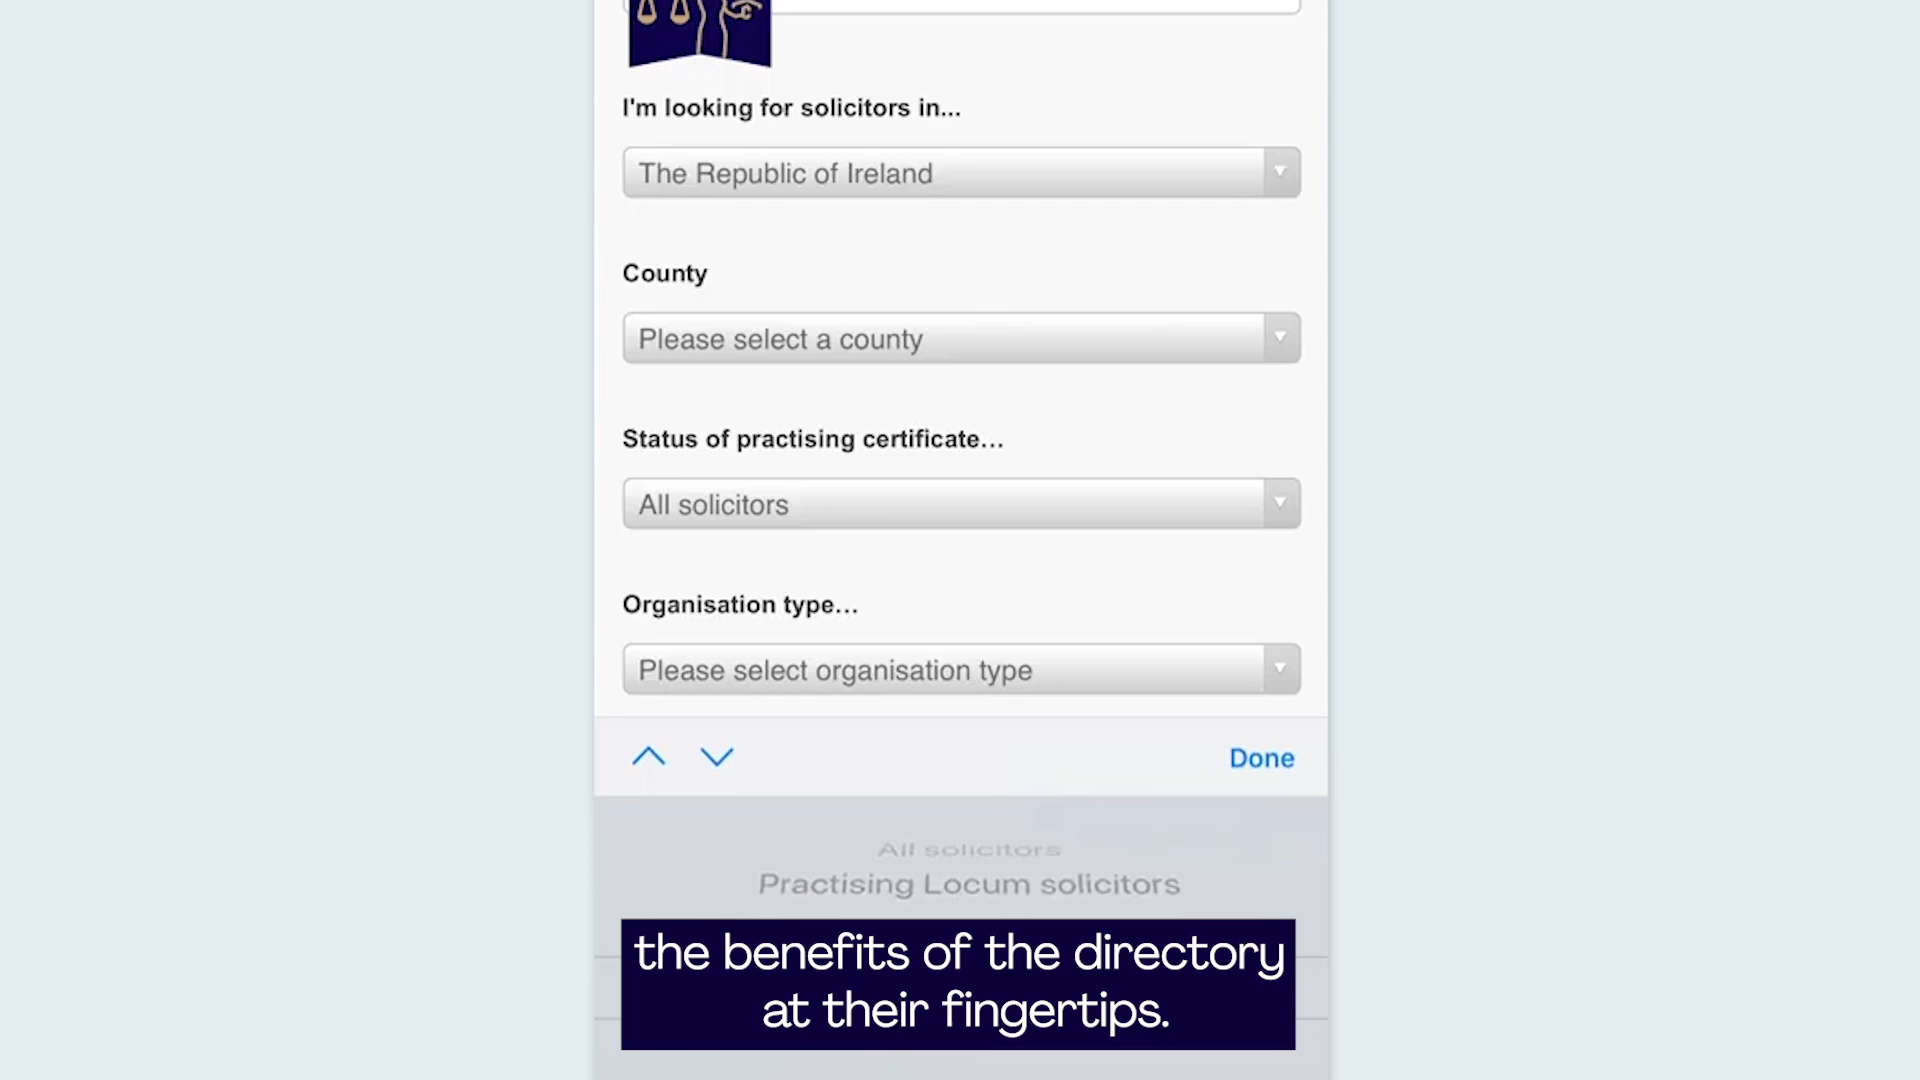 I'm looking for solicitors in...
The Republic of Ireland
County
Please select a county
Status of practising certificate...
All solicitors
Organisation type...
Please select organisation type
Done
All solicitors
Practising Locum solicitors
the benefits of the directory
at their fingertips.